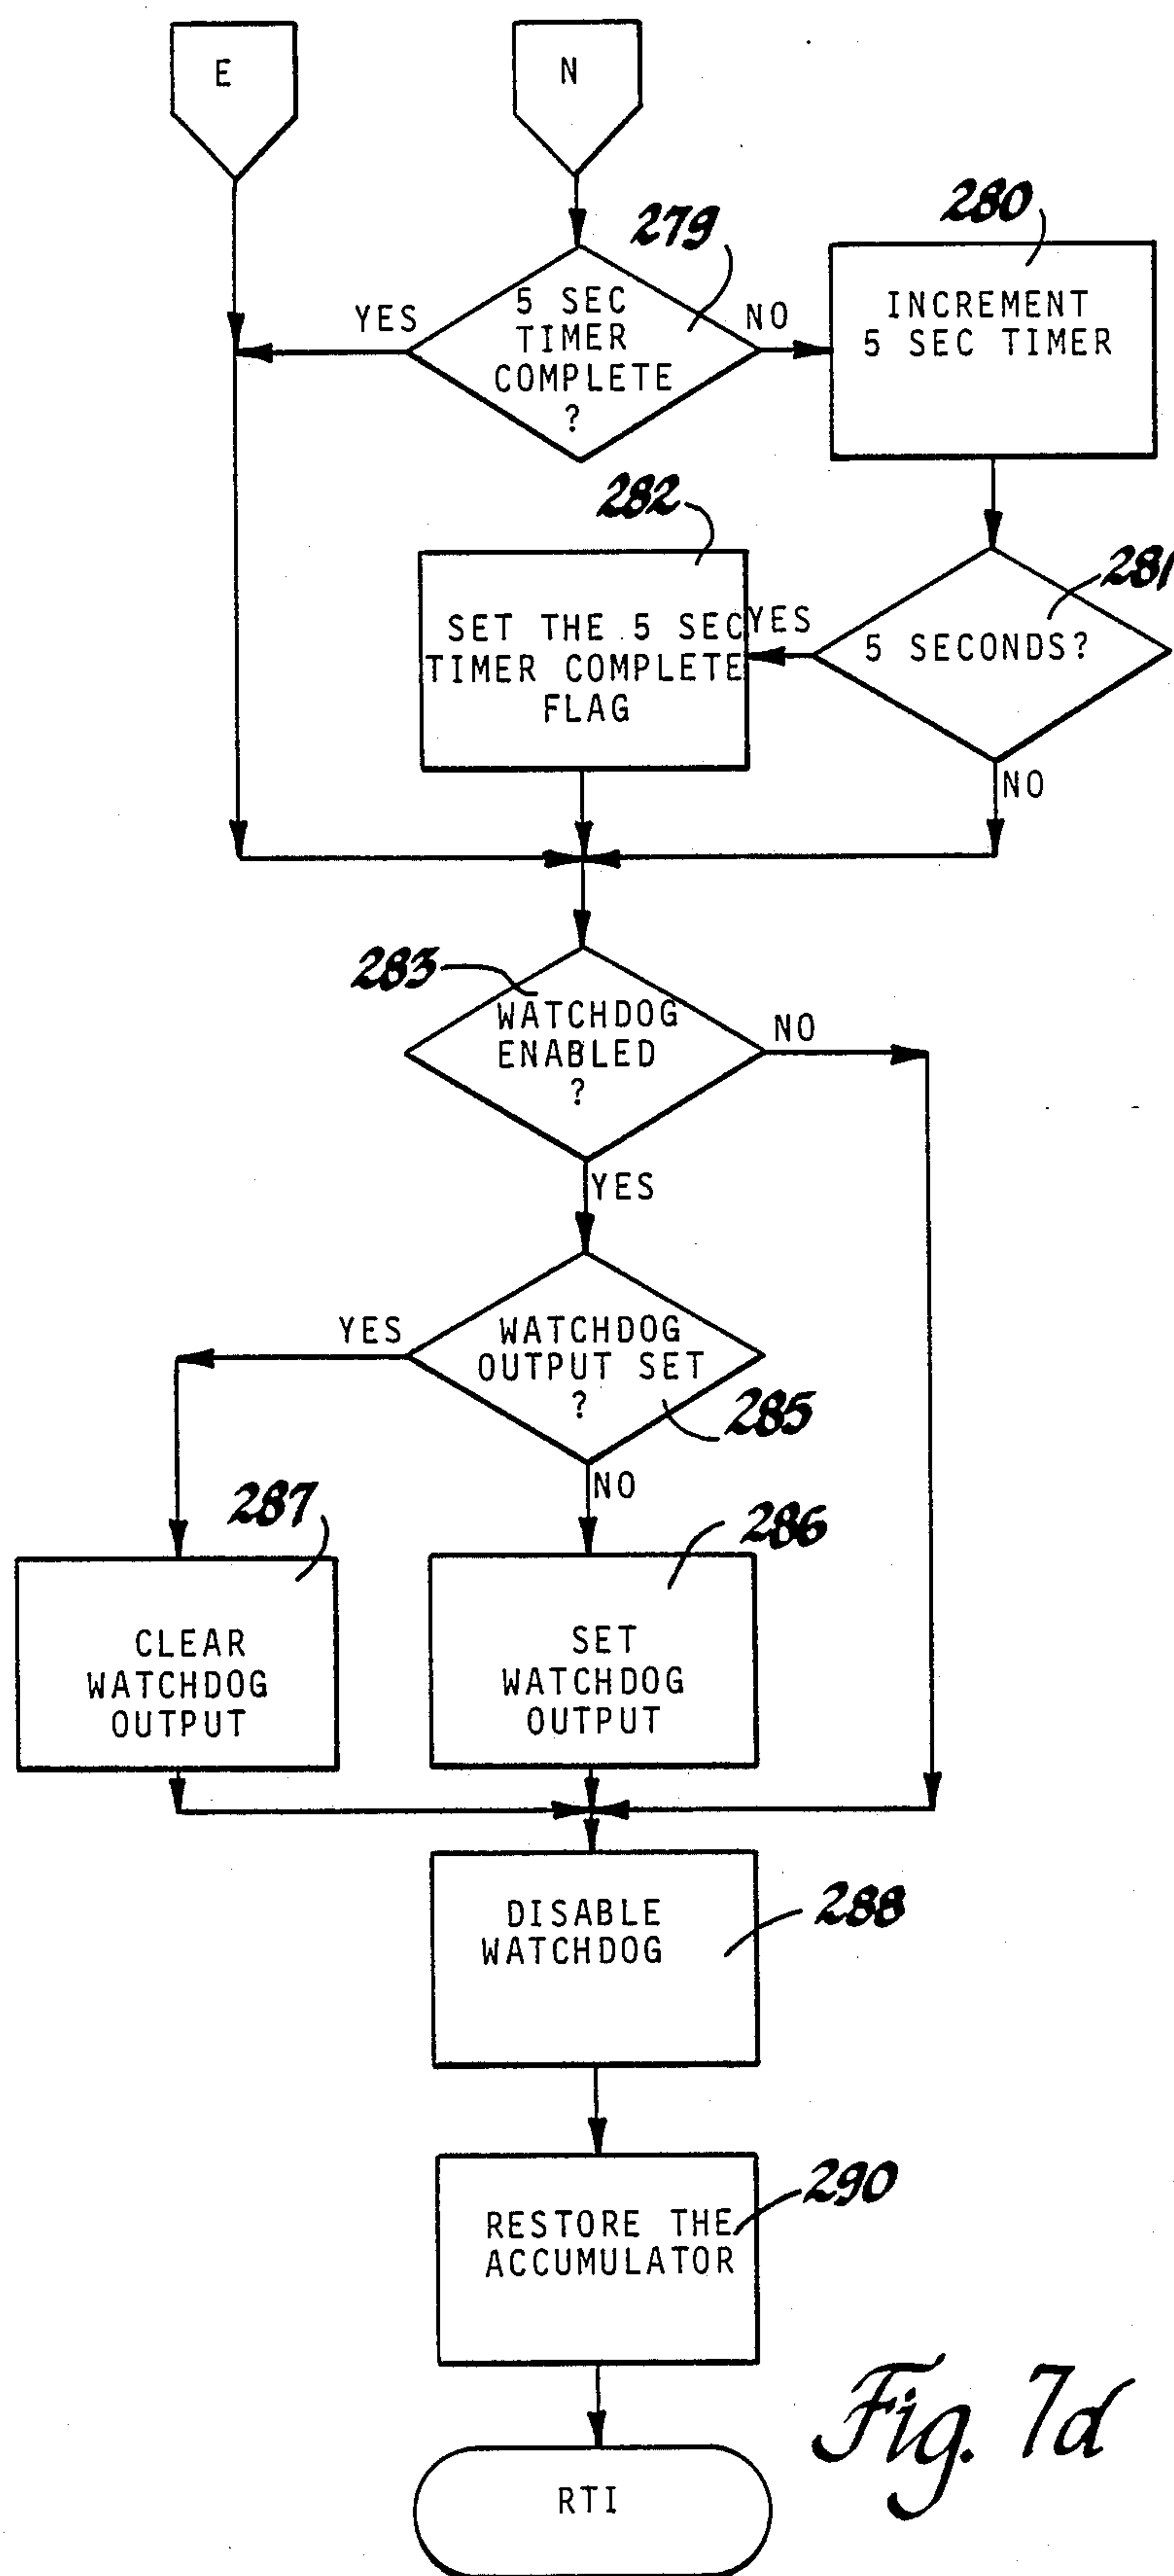 E
N
279
280
5 SEC
TIMER
COMPLETE
?
YES
NO
INCREMENT
5 SEC TIMER
282
281
SET THE 5 SEC
TIMER COMPLETE
FLAG
YES
5 SECONDS?
NO
283
WATCHDOG
ENABLED
?
NO
YES
YES
WATCHDOG
OUTPUT SET
?
285
NO
287
286
CLEAR
WATCHDOG
OUTPUT
SET
WATCHDOG
OUTPUT
DISABLE
WATCHDOG
288
290
RESTORE THE
ACCUMULATOR
Fig. 7d
RTI